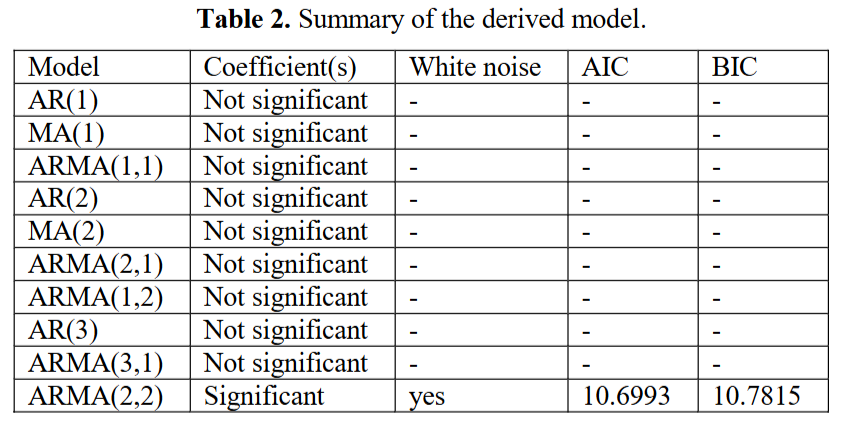 Table 2. Summary of the derived model.
Model Coefficient(s) White noise AIC BIC
AR(1) Not significant - - -
MA(1) Not significant - - -
ARMA(1,1) Not significant - - -
AR(2) Not significant - - -
MA(2) Not significant - - -
ARMA(2,1) Not significant - - -
ARMA(1,2) Not significant - - -
AR(3) Not significant - - -
ARMA(3,1) Not significant - - -
ARMA(2,2) Significant yes 10.6993 10.7815